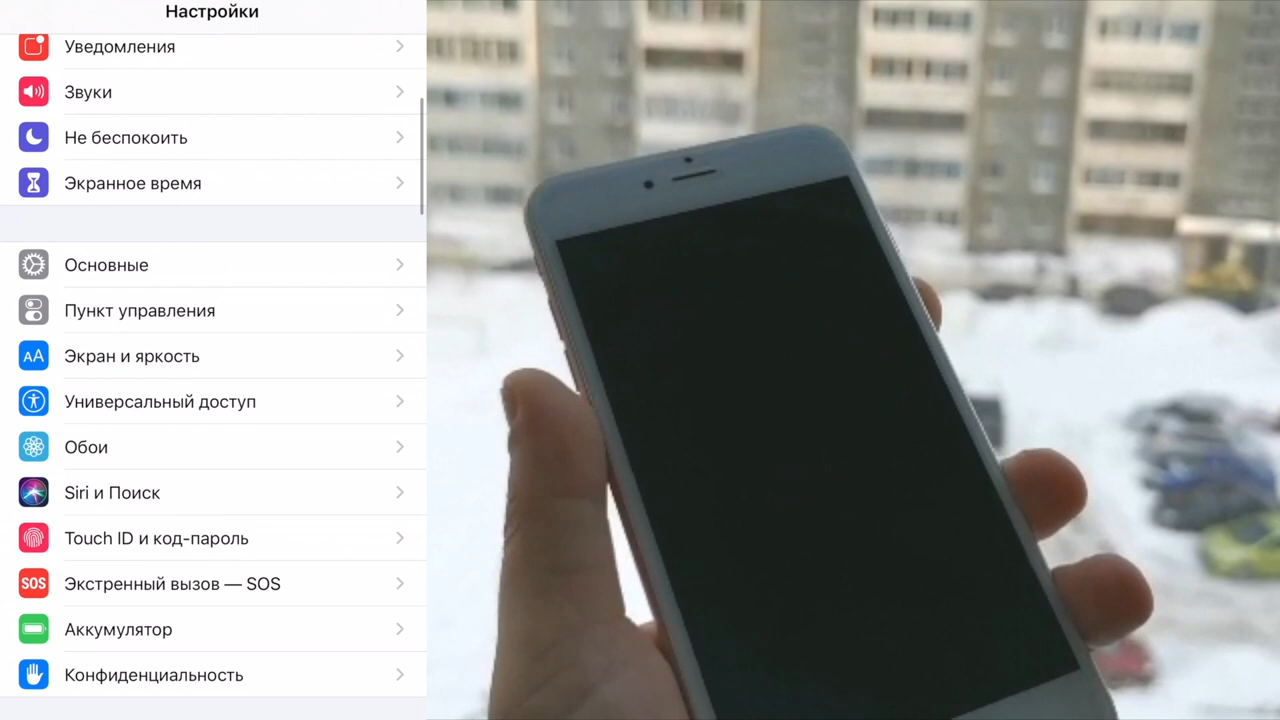 Настройки
Уведомления
Звуки
Не беспокоить
Экранное время
Основные
Пункт управления
AA Экран и яркость
Универсальный доступ
Обои
Siri и Поиск
Touch ID и код-пароль
SOS Экстренный вызов — SOS
Аккумулятор
Конфиденциальность